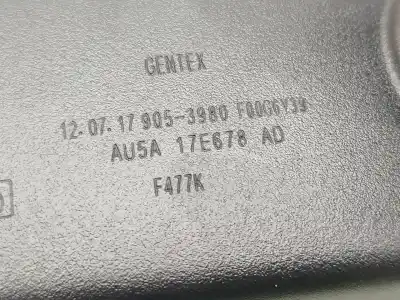 GENTEX
12.07.17 905-3980 F00G6Y39
AU5A 17E678 AD
F477K